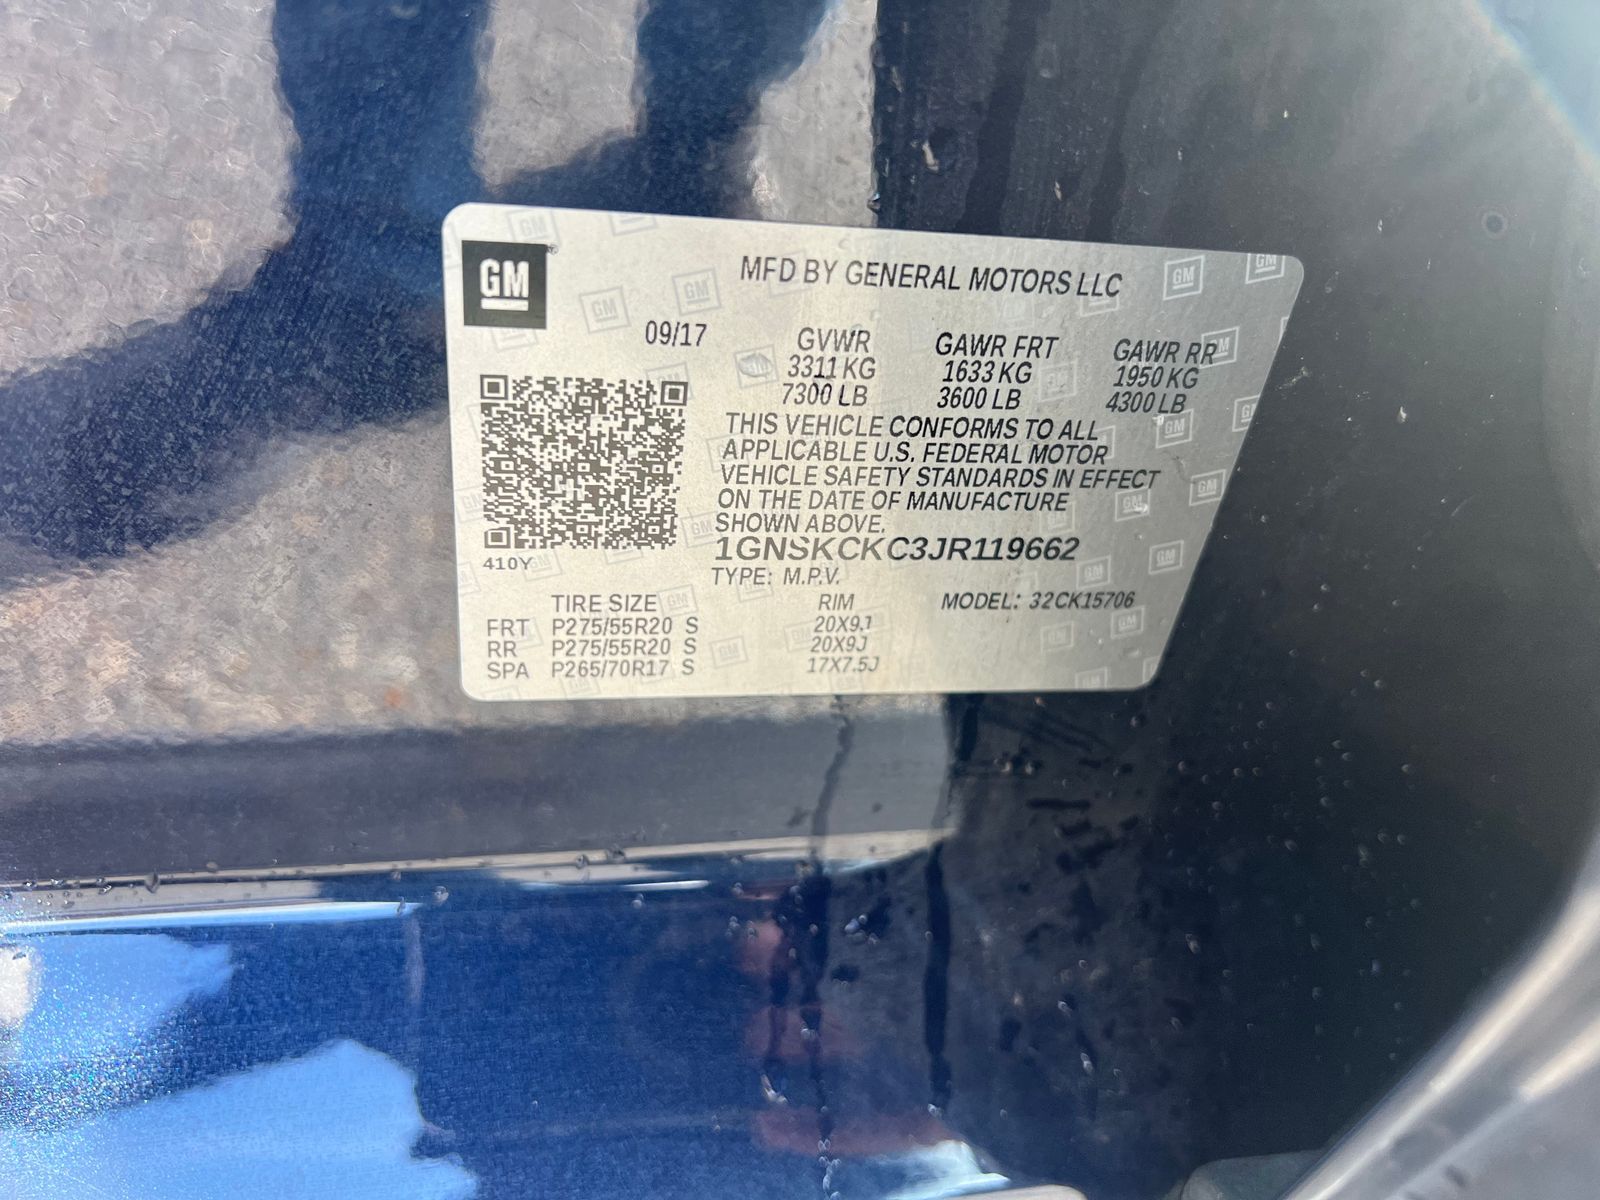 GM
MFD BY GENERAL MOTORS LLC
09/17
GVWR GAWR FRT GAWR RR
3311 KG 1633 KG 1950 KG
7300 LB 3600 LB 4300 LB
THIS VEHICLE CONFORMS TO ALL
APPLICABLE U.S. FEDERAL MOTOR
VEHICLE SAFETY STANDARDS IN EFFECT
ON THE DATE OF MANUFACTURE
SHOWN ABOVE.
1GNSKCKC3JR119662
410Y
TYPE: M.P.V. MODEL: 32CK15706
TIRE SIZE RIM
FRT P275/55R20 S 20X9J
RR P275/55R20 S 20X9J
SPA P265/70R17 S 17X7.5J